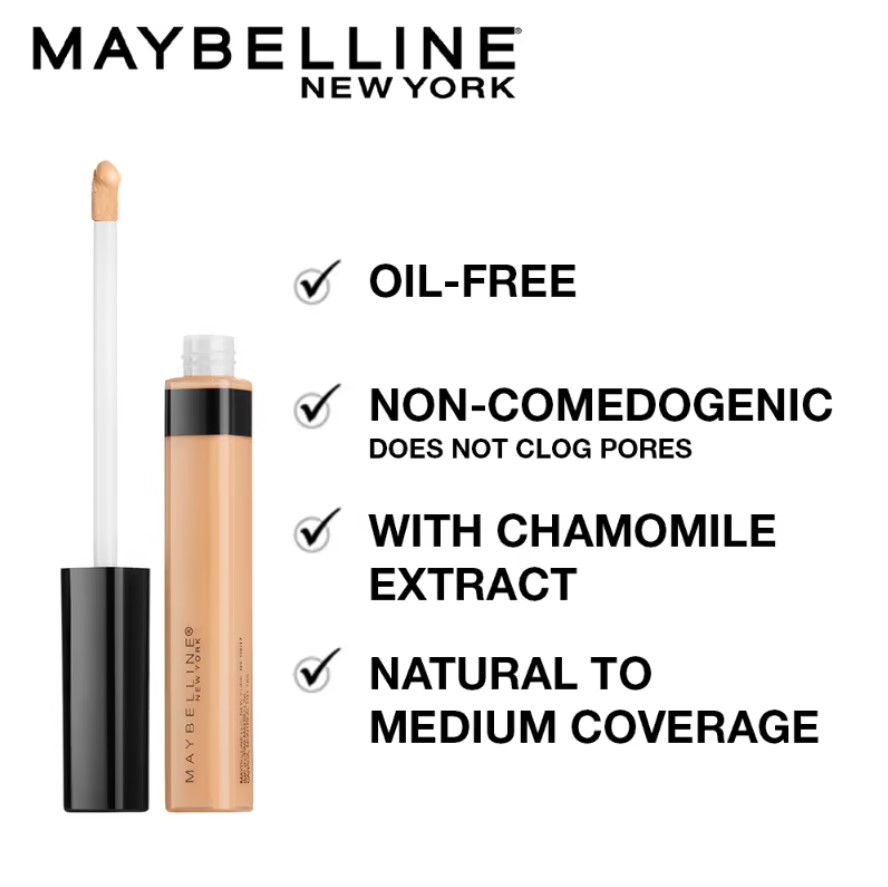 MAYBELLINE
NEW YORK
OIL-FREE
NON-COMEDOGENIC
DOES NOT CLOG PORES
WITH CHAMOMILE
EXTRACT
NATURAL TO
MEDIUM COVERAGE
MAYBELLINE®
NEW YORK